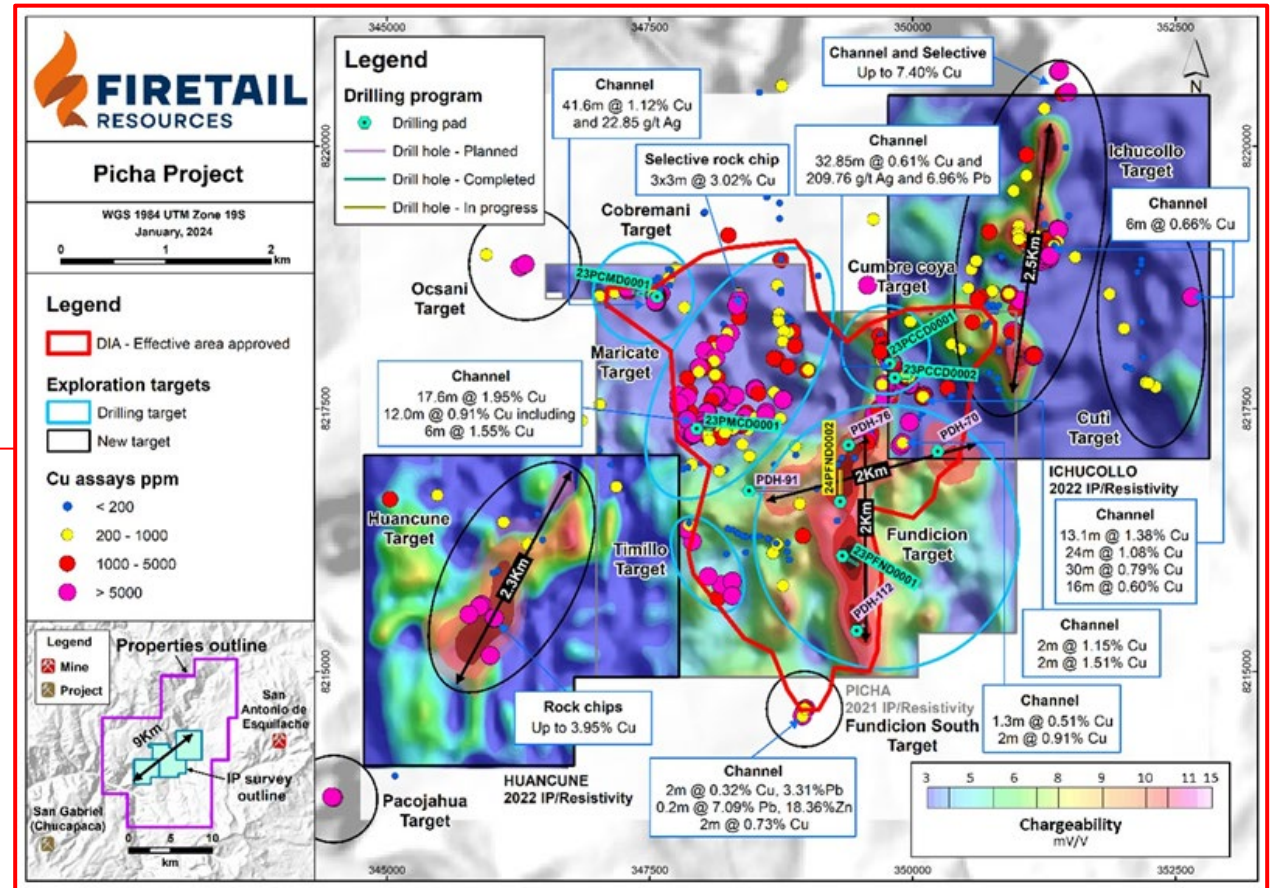 FIRETAIL
RESOURCES
Picha Project
WGS 1984 UTM Zone 19S
January, 2024
0 1 2
km
Legend
DIA - Effective area approved
Exploration targets
Drilling target
New target
Cu assays ppm
< 200
200 - 1000
1000 - 5000
> 5000
Legend
Mine
Project
Properties outline
San
Antonio de
Esquilache
9Km
IP survey
outline
San Gabriel
(Chucapaca)
0 5 10
km
345000
347500
350000
352500
8220000
8217500
8215000
Legend
Drilling program
Drilling pad
Drill hole - Planned
Drill hole - Completed
Drill hole - In progress
Channel
41.6m @ 1.12% Cu
and 22.85 g/t Ag
Selective rock chip
3x3m @ 3.02% Cu
Channel and Selective
Up to 7.40% Cu
N
Channel
32.85m @ 0.61% Cu and
209.76 g/t Ag and 6.96% Pb
Ichucollo
Target
Channel
6m @ 0.66% Cu
Cobremani
Target
Ocsani
Target
23PCMD0001
Cumbre coya
Target
2.5Km
23PCCD0001
23PCCD0002
Maricate
Target
Channel
17.6m @ 1.95% Cu
12.0m @ 0.91% Cu including
6m @ 1.55% Cu
23PMCD0001
Cuti
Target
PDH-76
PDH-70
24PFND0002
PDH-91
2Km
2Km
ICHUCOLLO
2022 IP/Resistivity
Huancune
Target
2.3Km
Timillo
Target
Fundicion
Target
23PFND0001
PDH-112
Channel
13.1m @ 1.38% Cu
24m @ 1.08% Cu
30m @ 0.79% Cu
16m @ 0.60% Cu
Channel
2m @ 1.15% Cu
2m @ 1.51% Cu
Channel
1.3m @ 0.51% Cu
2m @ 0.91% Cu
Rock chips
Up to 3.95% Cu
PICHA
2021 IP/Resistivity
Fundicion South
Target
HUANCUNE
2022 IP/Resistivity
Pacojahua
Target
Channel
2m @ 0.32% Cu, 3.31%Pb
0.2m @ 7.09% Pb, 18.36%Zn
2m @ 0.73% Cu
3 5 6 8 9 10 11 15
Chargeability
mV/V
345000
347500
350000
352500
8220000
8217500
8215000